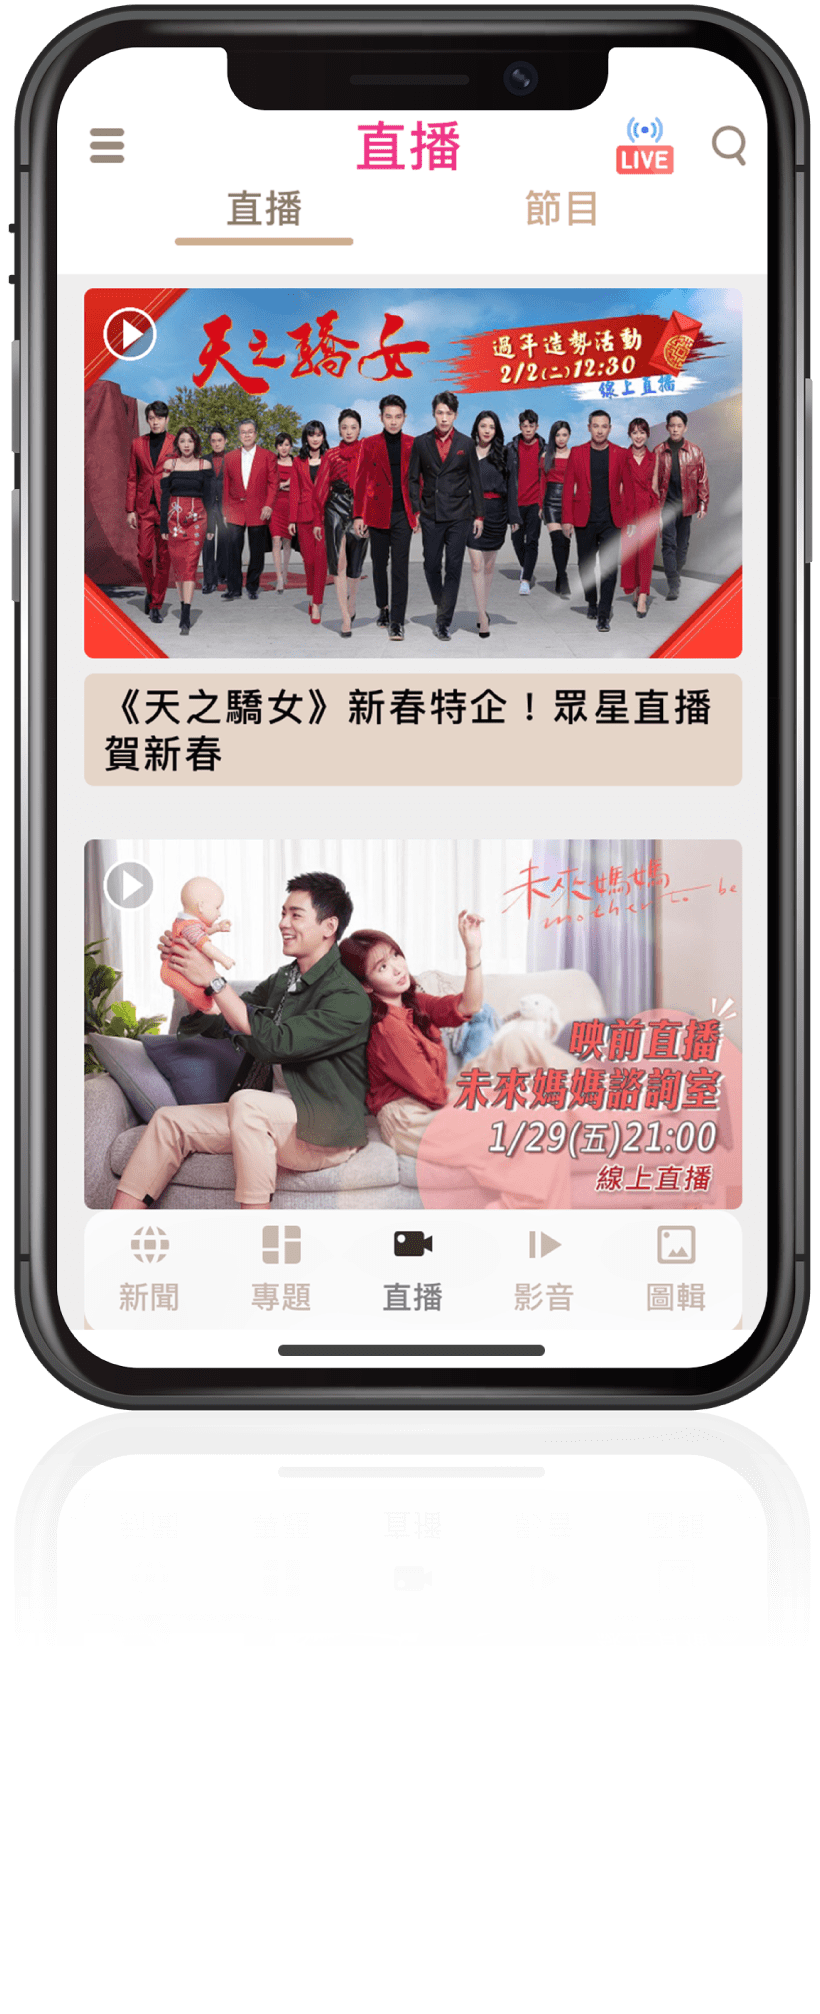 直播
LIVE
直播
節目
天之驕女
過年造勢活動
2/2(二)12:30
線上直播
《天之驕女》新春特企！眾星直播
賀新春
未來媽媽
mother to be
映前直播
未來媽媽諮詢室
1/29(五)21:00
線上直播
新聞
專題
直播
影音
圖輯